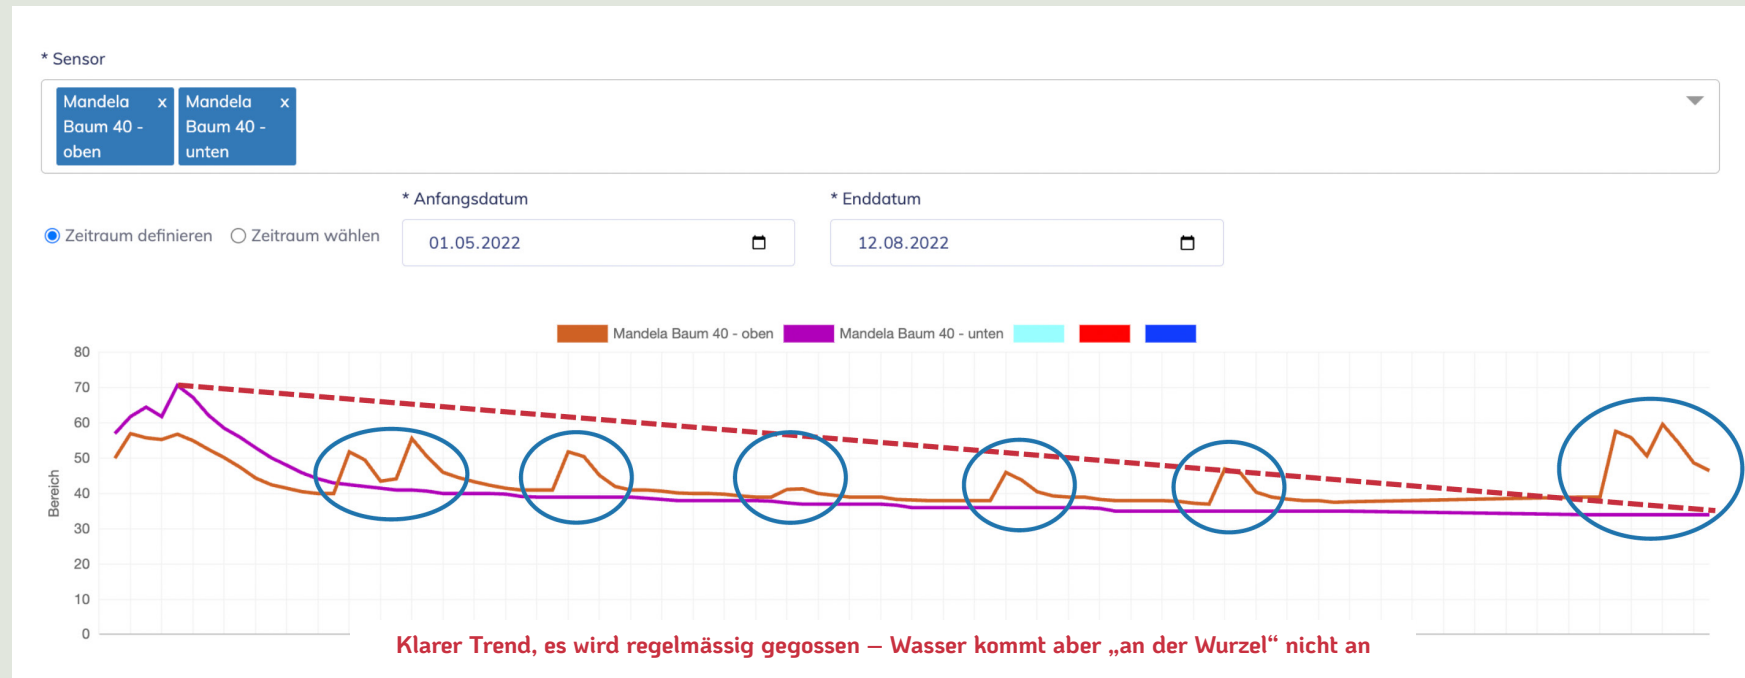 * Sensor
Mandela x
Baum 40 -
oben
Mandela x
Baum 40 -
unten
* Anfangsdatum
* Enddatum
Zeitraum definieren
Zeitraum wählen
01.05.2022
12.08.2022
Mandela Baum 40 - oben
Mandela Baum 40 - unten
Bereich
80
70
60
50
40
30
20
10
0
Klarer Trend, es wird regelmässig gegossen – Wasser kommt aber „an der Wurzel“ nicht an